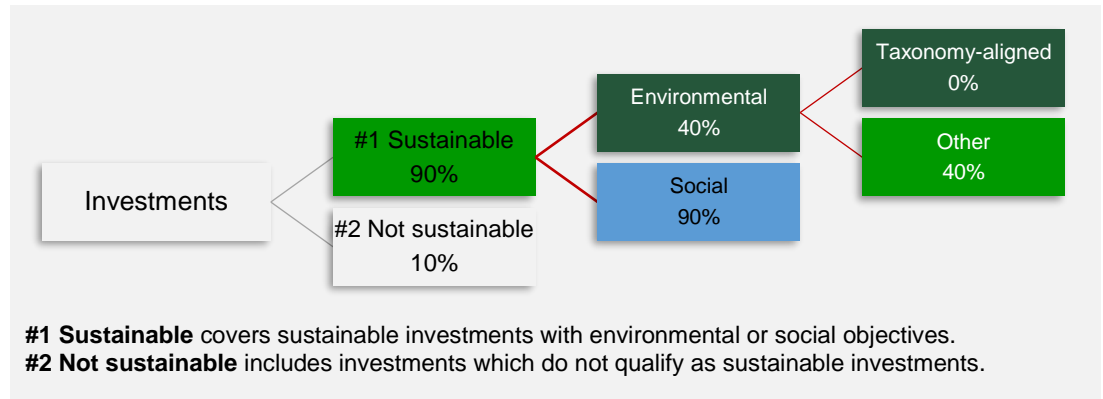 Investments
#1 Sustainable
90%
#2 Not sustainable
10%
Environmental
40%
Social
90%
Taxonomy-aligned
0%
Other
40%
#1 Sustainable covers sustainable investments with environmental or social objectives.
#2 Not sustainable includes investments which do not qualify as sustainable investments.